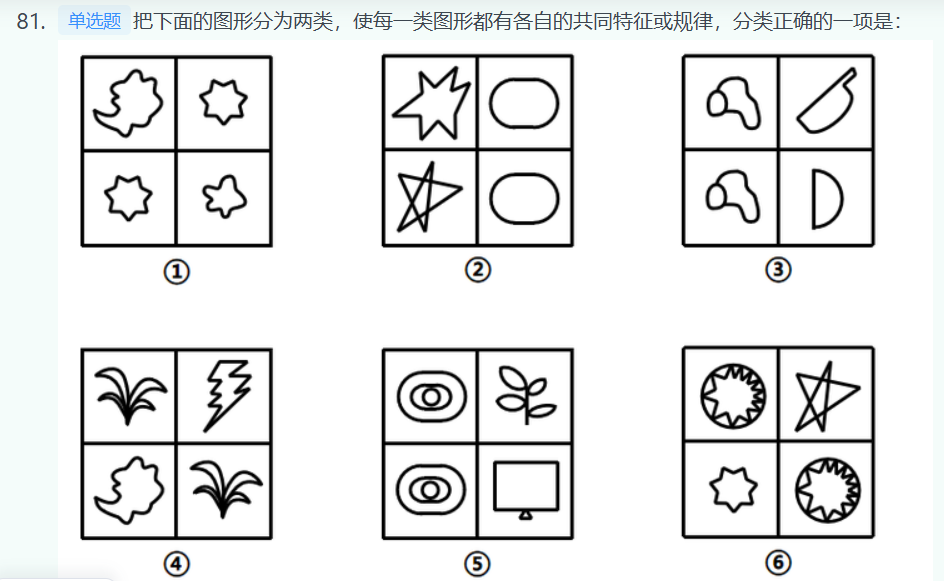 81. 单选题 把下面的图形分为两类，使每一类图形都有各自的共同特征或规律，分类正确的一项是：
① ② ③
④ ⑤ ⑥